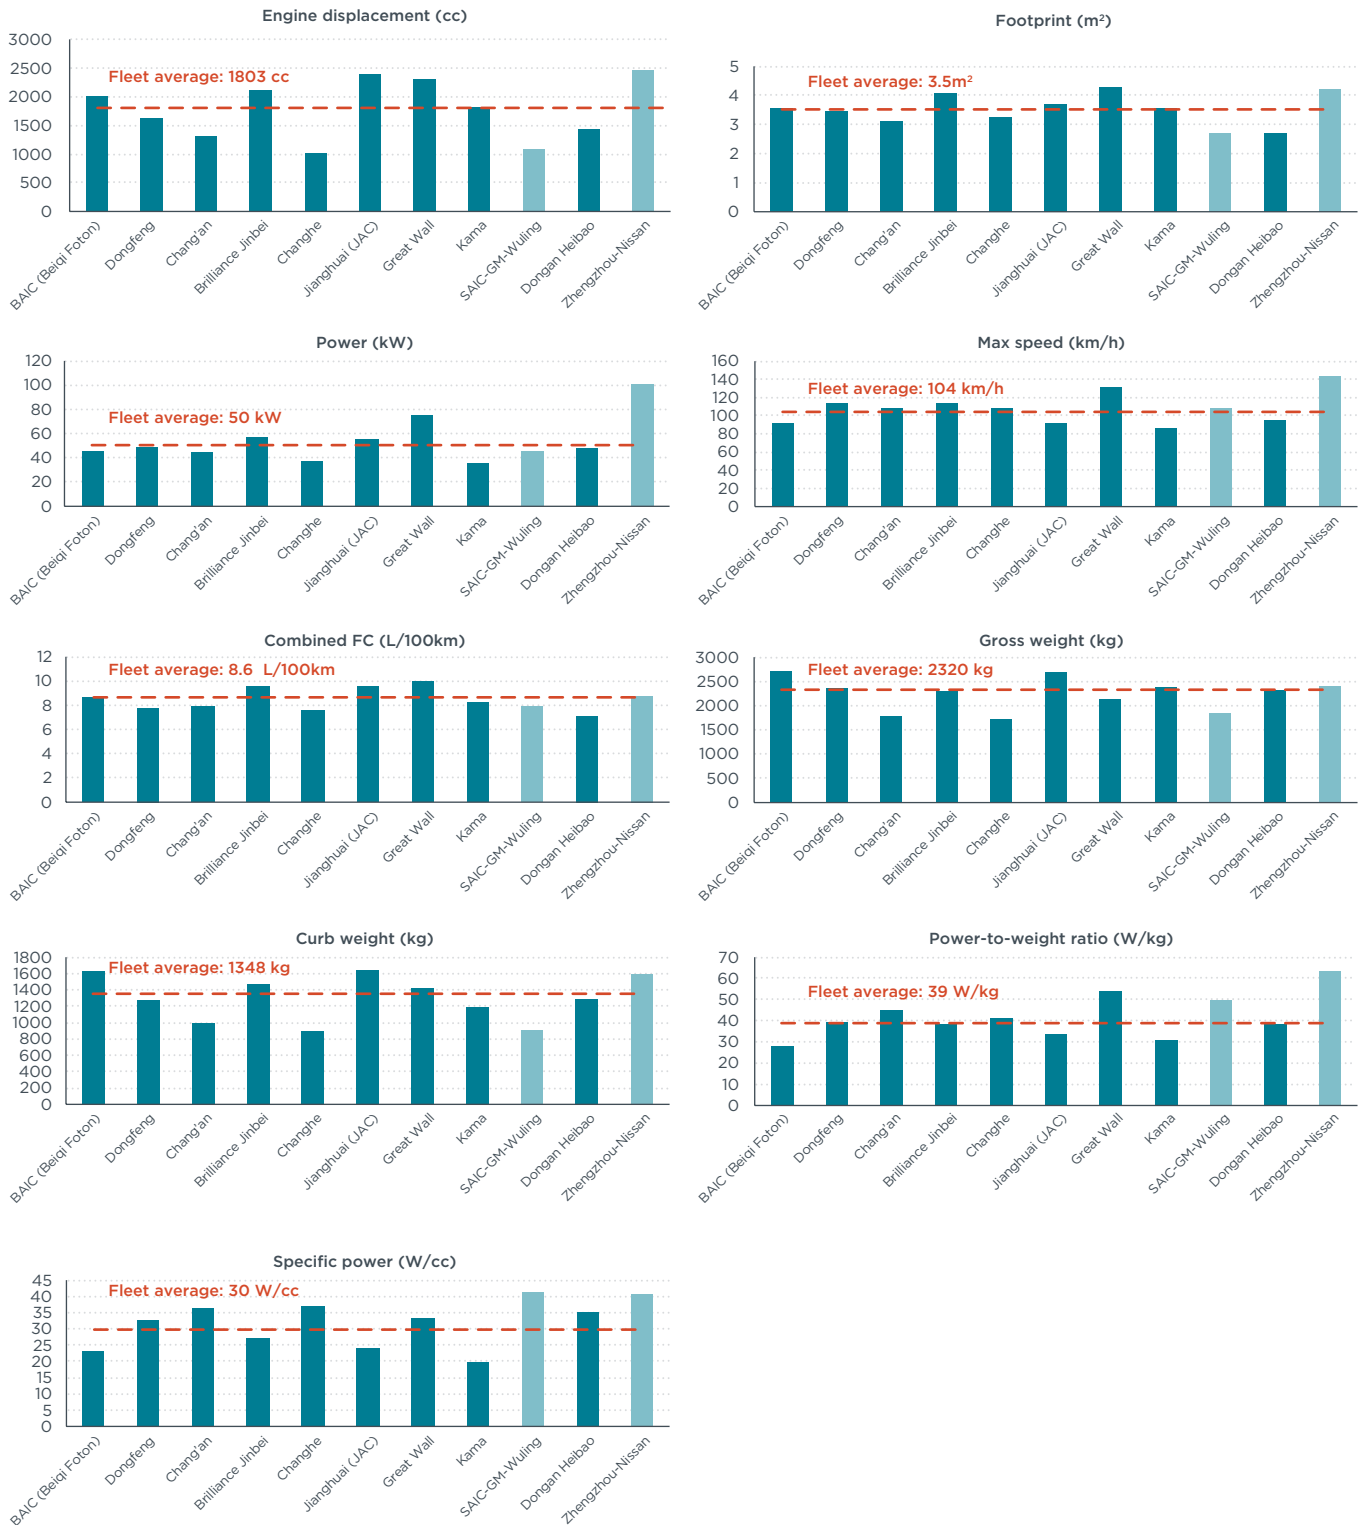 Engine displacement (cc)
3000
2500
2000
1500
1000
500
0
Fleet average: 1803 cc
BAIC (Beiqi Foton)
Dongfeng
Chang'an
Brilliance Jinbei
Changhe
Jianghuai (JAC)
Great Wall
Kama
SAIC-GM-Wuling
Dongan Heibao
Zhengzhou-Nissan
Footprint (m²)
5
4
3
2
1
0
Fleet average: 3.5m²
BAIC (Beiqi Foton)
Dongfeng
Chang'an
Brilliance Jinbei
Changhe
Jianghuai (JAC)
Great Wall
Kama
SAIC-GM-Wuling
Dongan Heibao
Zhengzhou-Nissan
Power (kW)
120
100
80
60
40
20
0
Fleet average: 50 kW
BAIC (Beiqi Foton)
Dongfeng
Chang'an
Brilliance Jinbei
Changhe
Jianghuai (JAC)
Great Wall
Kama
SAIC-GM-Wuling
Dongan Heibao
Zhengzhou-Nissan
Max speed (km/h)
160
140
120
100
80
60
40
20
0
Fleet average: 104 km/h
BAIC (Beiqi Foton)
Dongfeng
Chang'an
Brilliance Jinbei
Changhe
Jianghuai (JAC)
Great Wall
Kama
SAIC-GM-Wuling
Dongan Heibao
Zhengzhou-Nissan
Combined FC (L/100km)
12
10
8
6
4
2
0
Fleet average: 8.6 L/100km
BAIC (Beiqi Foton)
Dongfeng
Chang'an
Brilliance Jinbei
Changhe
Jianghuai (JAC)
Great Wall
Kama
SAIC-GM-Wuling
Dongan Heibao
Zhengzhou-Nissan
Gross weight (kg)
3000
2500
2000
1500
1000
500
0
Fleet average: 2320 kg
BAIC (Beiqi Foton)
Dongfeng
Chang'an
Brilliance Jinbei
Changhe
Jianghuai (JAC)
Great Wall
Kama
SAIC-GM-Wuling
Dongan Heibao
Zhengzhou-Nissan
Curb weight (kg)
1800
1600
1400
1200
1000
800
600
400
200
0
Fleet average: 1348 kg
BAIC (Beiqi Foton)
Dongfeng
Chang'an
Brilliance Jinbei
Changhe
Jianghuai (JAC)
Great Wall
Kama
SAIC-GM-Wuling
Dongan Heibao
Zhengzhou-Nissan
Power-to-weight ratio (W/kg)
70
60
50
40
30
20
10
0
Fleet average: 39 W/kg
BAIC (Beiqi Foton)
Dongfeng
Chang'an
Brilliance Jinbei
Changhe
Jianghuai (JAC)
Great Wall
Kama
SAIC-GM-Wuling
Dongan Heibao
Zhengzhou-Nissan
Specific power (W/cc)
45
40
35
30
25
20
15
10
5
0
Fleet average: 30 W/cc
BAIC (Beiqi Foton)
Dongfeng
Chang'an
Brilliance Jinbei
Changhe
Jianghuai (JAC)
Great Wall
Kama
SAIC-GM-Wuling
Dongan Heibao
Zhengzhou-Nissan